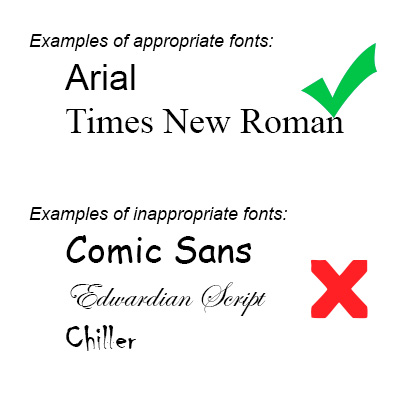 Examples of appropriate fonts:
Arial
Times New Roman
Examples of inappropriate fonts:
Comic Sans
Edwardian Script
Chiller